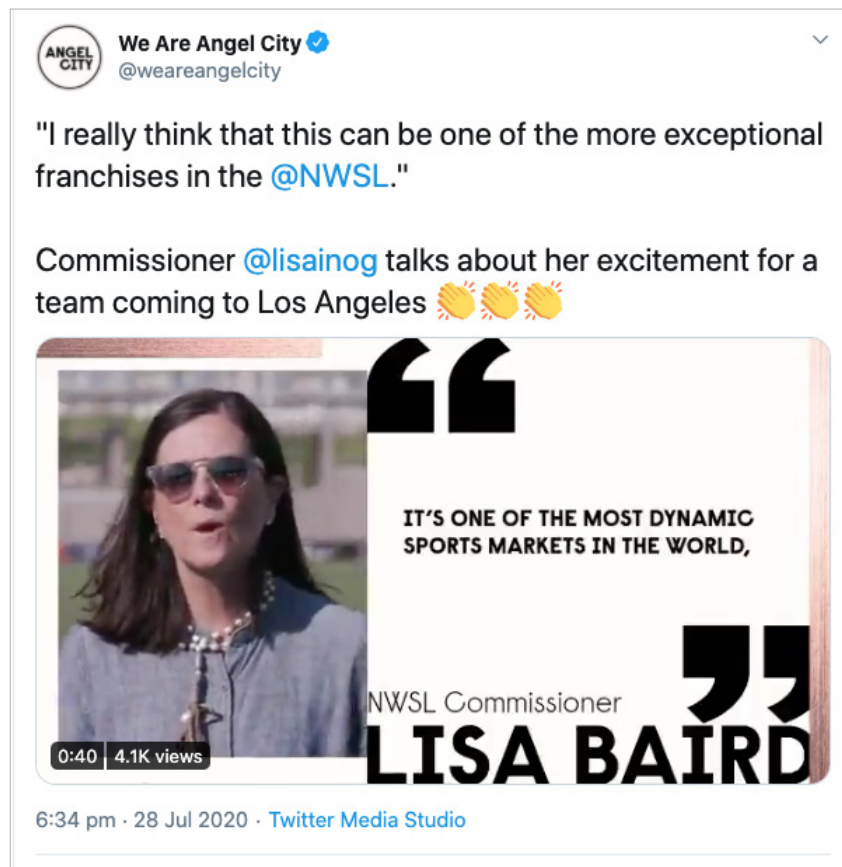 ANGEL
CITY
We Are Angel City
@weareangelcity
"I really think that this can be one of the more exceptional
franchises in the @NWSL."
Commissioner @lisainog talks about her excitement for a
team coming to Los Angeles 👏👏👏
IT'S ONE OF THE MOST DYNAMIC
SPORTS MARKETS IN THE WORLD,
NWSL Commissioner
LISA BAIRD
0:40 4.1K views
6:34 pm · 28 Jul 2020 · Twitter Media Studio